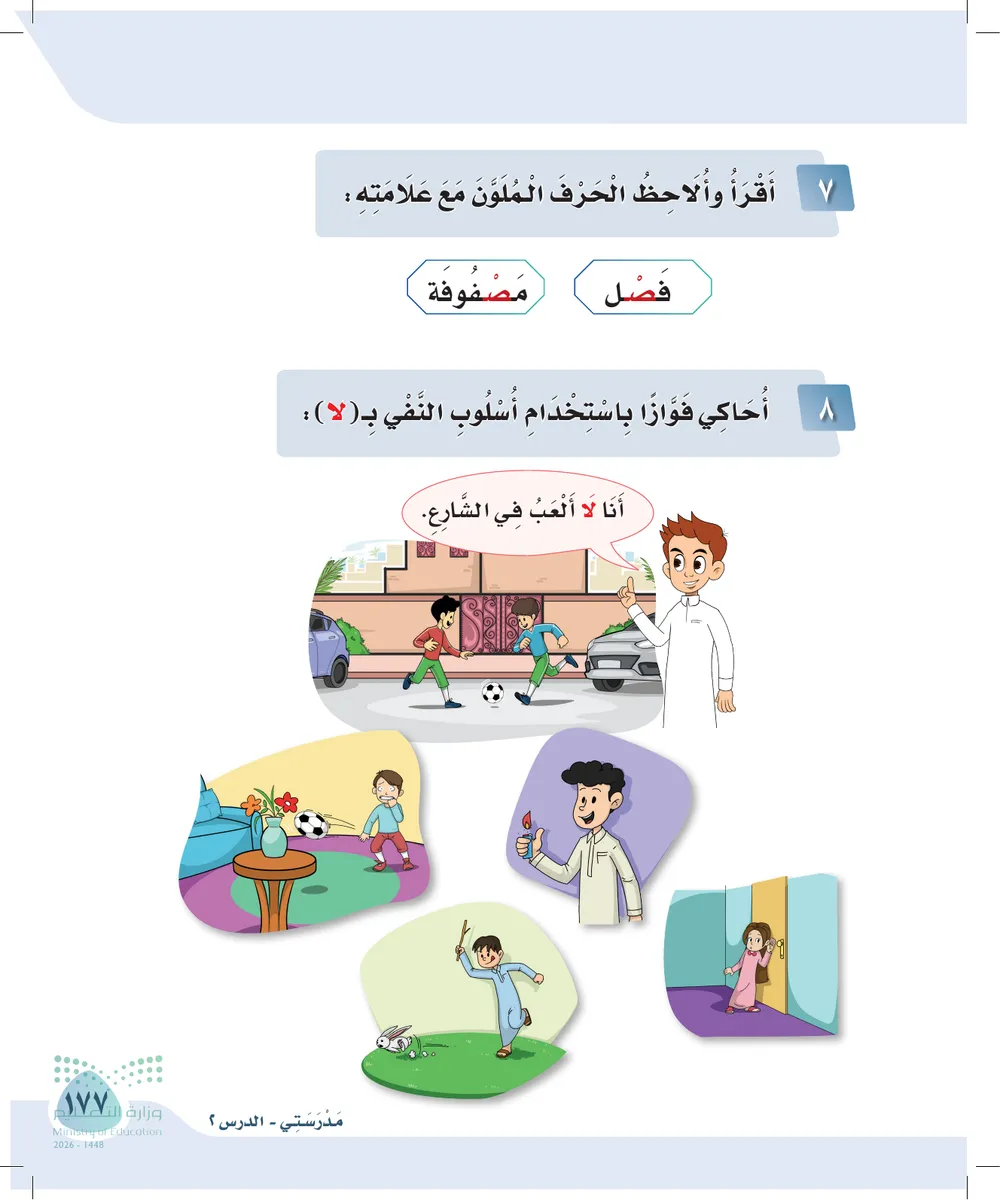 ٧
أَقْرَأُ وأُلَاحِظُ الْحَرْفَ الْمُلَوَّنَ مَعَ عَلَامَتِهِ :
فَصْل
مَصْفُوفَة
٨
أُحَاكِي فَوَّازًا بِاسْتِخْدَامِ أُسْلُوبِ النَّفْي بِـ(لا) :
أَنَا لَا أَلْعَبُ فِي الشَّارِعِ.
مَدْرَسَتِي - الدرس ٢
١٧٧
وزارة التعليم
Ministry of Education
2026 - 1448